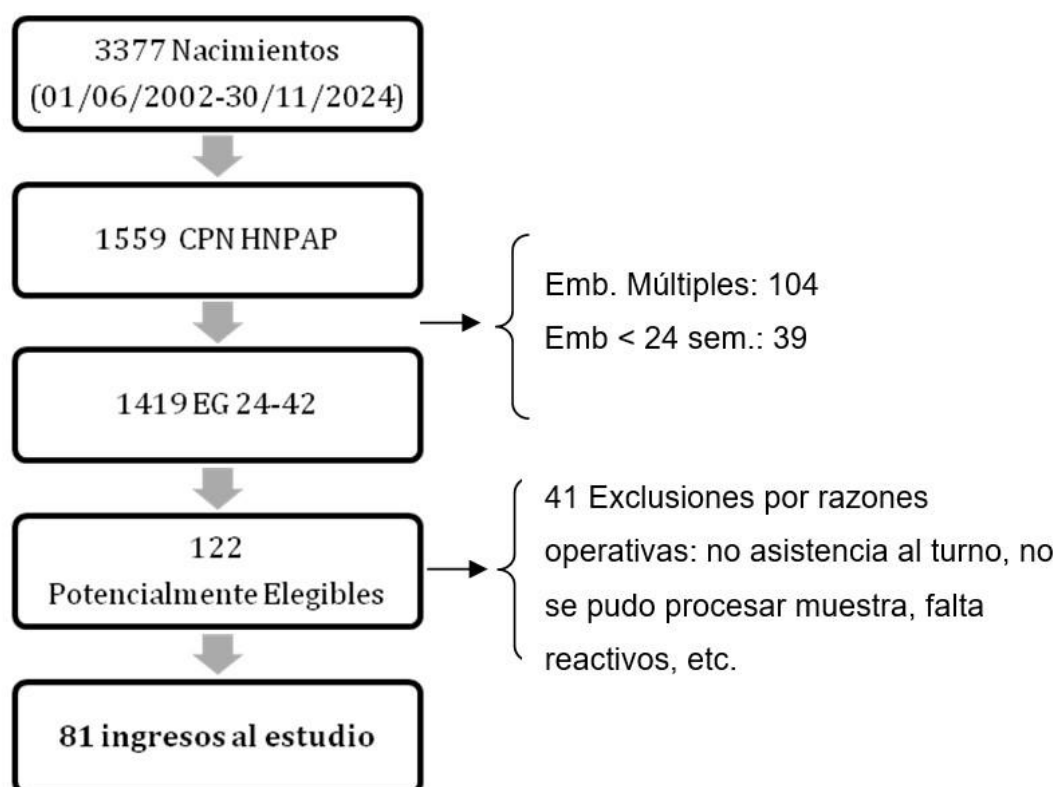 3377 Nacimientos
(01/06/2002-30/11/2024)
1559 CPN HNPAP
Emb. Múltiples: 104
Emb < 24 sem.: 39
1419 EG 24-42
122
Potencialmente Elegibles
41 Exclusiones por razones
operativas: no asistencia al turno, no
se pudo procesar muestra, falta
reactivos, etc.
81 ingresos al estudio